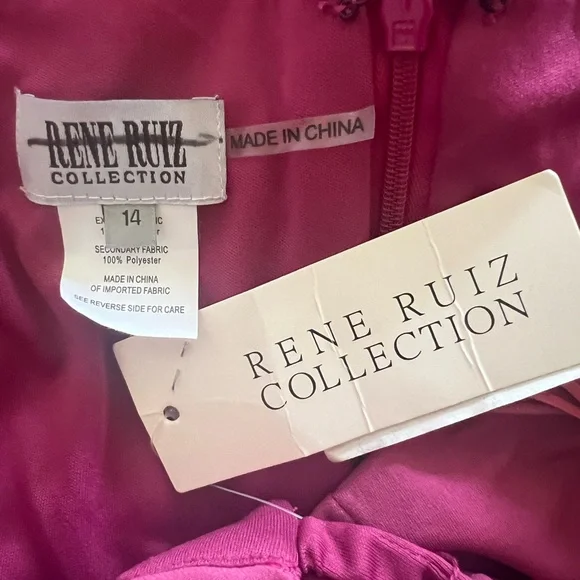 RENE RUIZ
COLLECTION
MADE IN CHINA
14
SECONDARY FABRIC
100% Polyester
MADE IN CHINA
OF IMPORTED FABRIC
SEE REVERSE SIDE FOR CARE
RENE RUIZ
COLLECTION